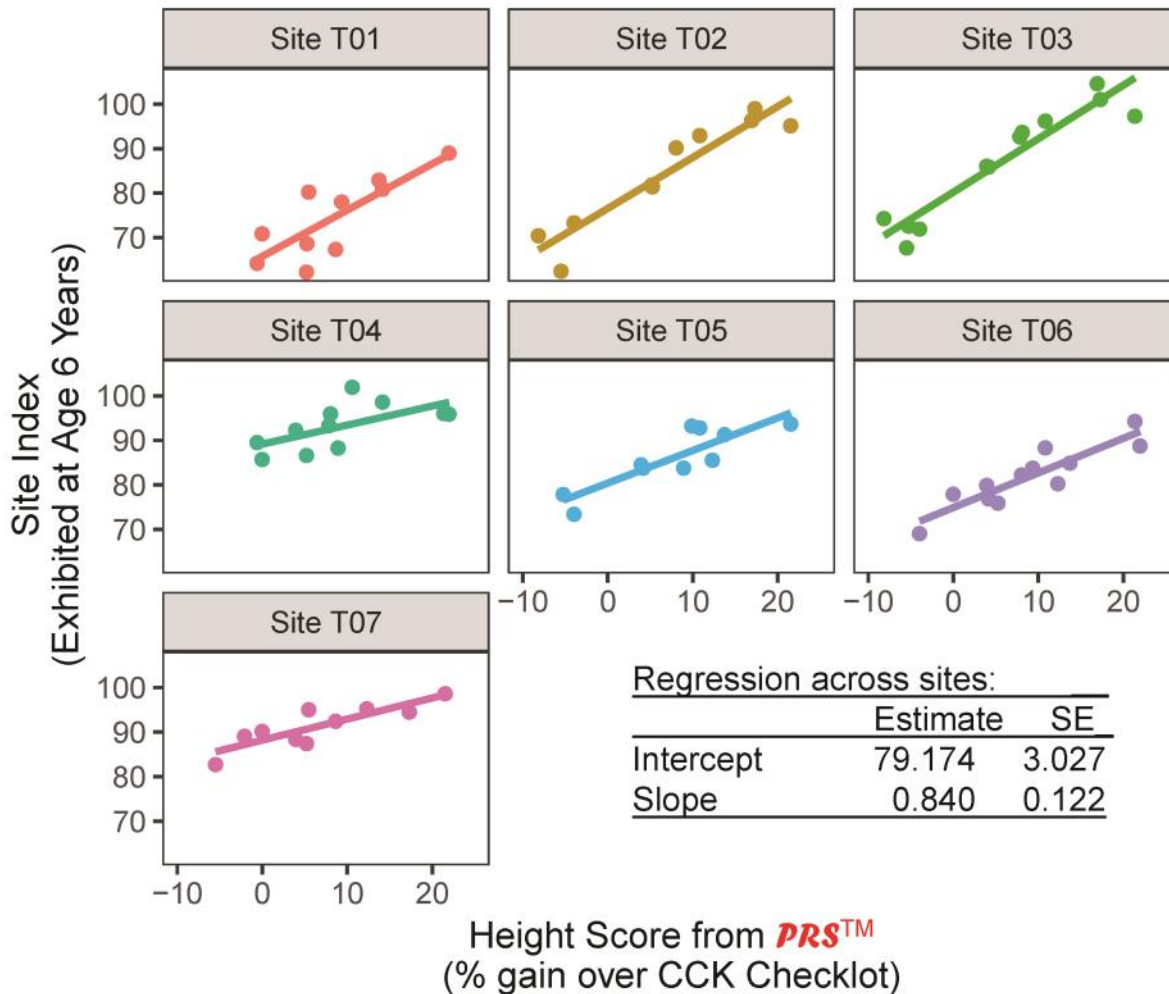 Site T01
Site T02
Site T03
100
90
80
70
Site T04
Site T05
Site T06
100
90
80
70
−10 0 10 20
−10 0 10 20
Site T07
100
90
80
70
−10 0 10 20
Site Index
(Exhibited at Age 6 Years)
Regression across sites:
Estimate SE
Intercept 79.174 3.027
Slope 0.840 0.122
Height Score from PRS™
(% gain over CCK Checklot)